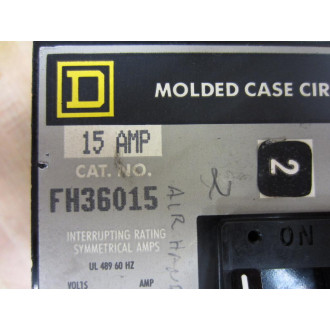 D
MOLDED CASE CIR
15 AMP
CAT. NO.
FH36015
2
2
AIR HAND
INTERRUPTING RATING
SYMMETRICAL AMPS
ON
UL 489 60 HZ
VOLTS AMP